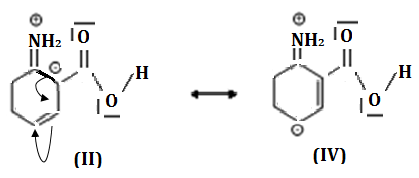 ⊕ ⊕
NH₂ O NH₂ O
⊖ H H
O O
⊖
(II) (IV)